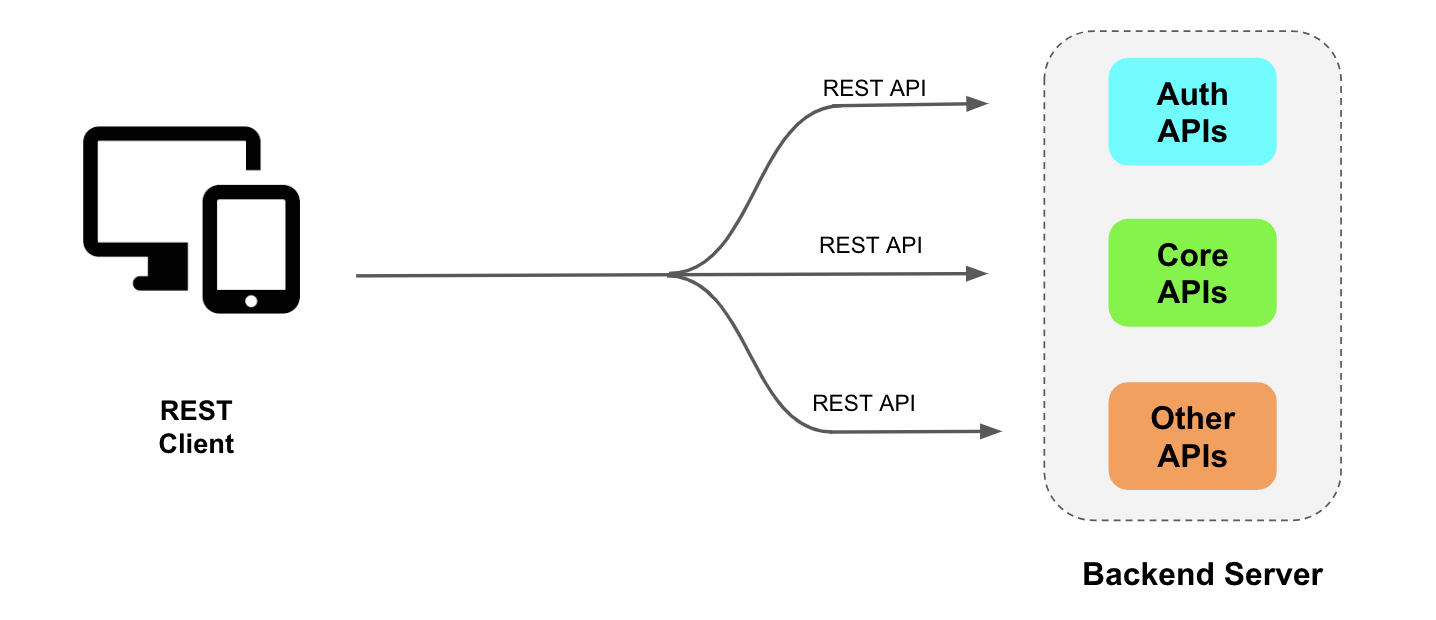 REST API
Auth
APIs
REST API
Core
APIs
REST API
Other
APIs
REST
Client
Backend Server